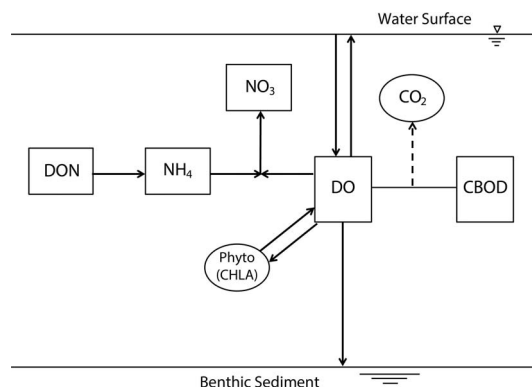 Water Surface
NO3
CO2
DON
NH4
DO
CBOD
Phyto
(CHLA)
Benthic Sediment